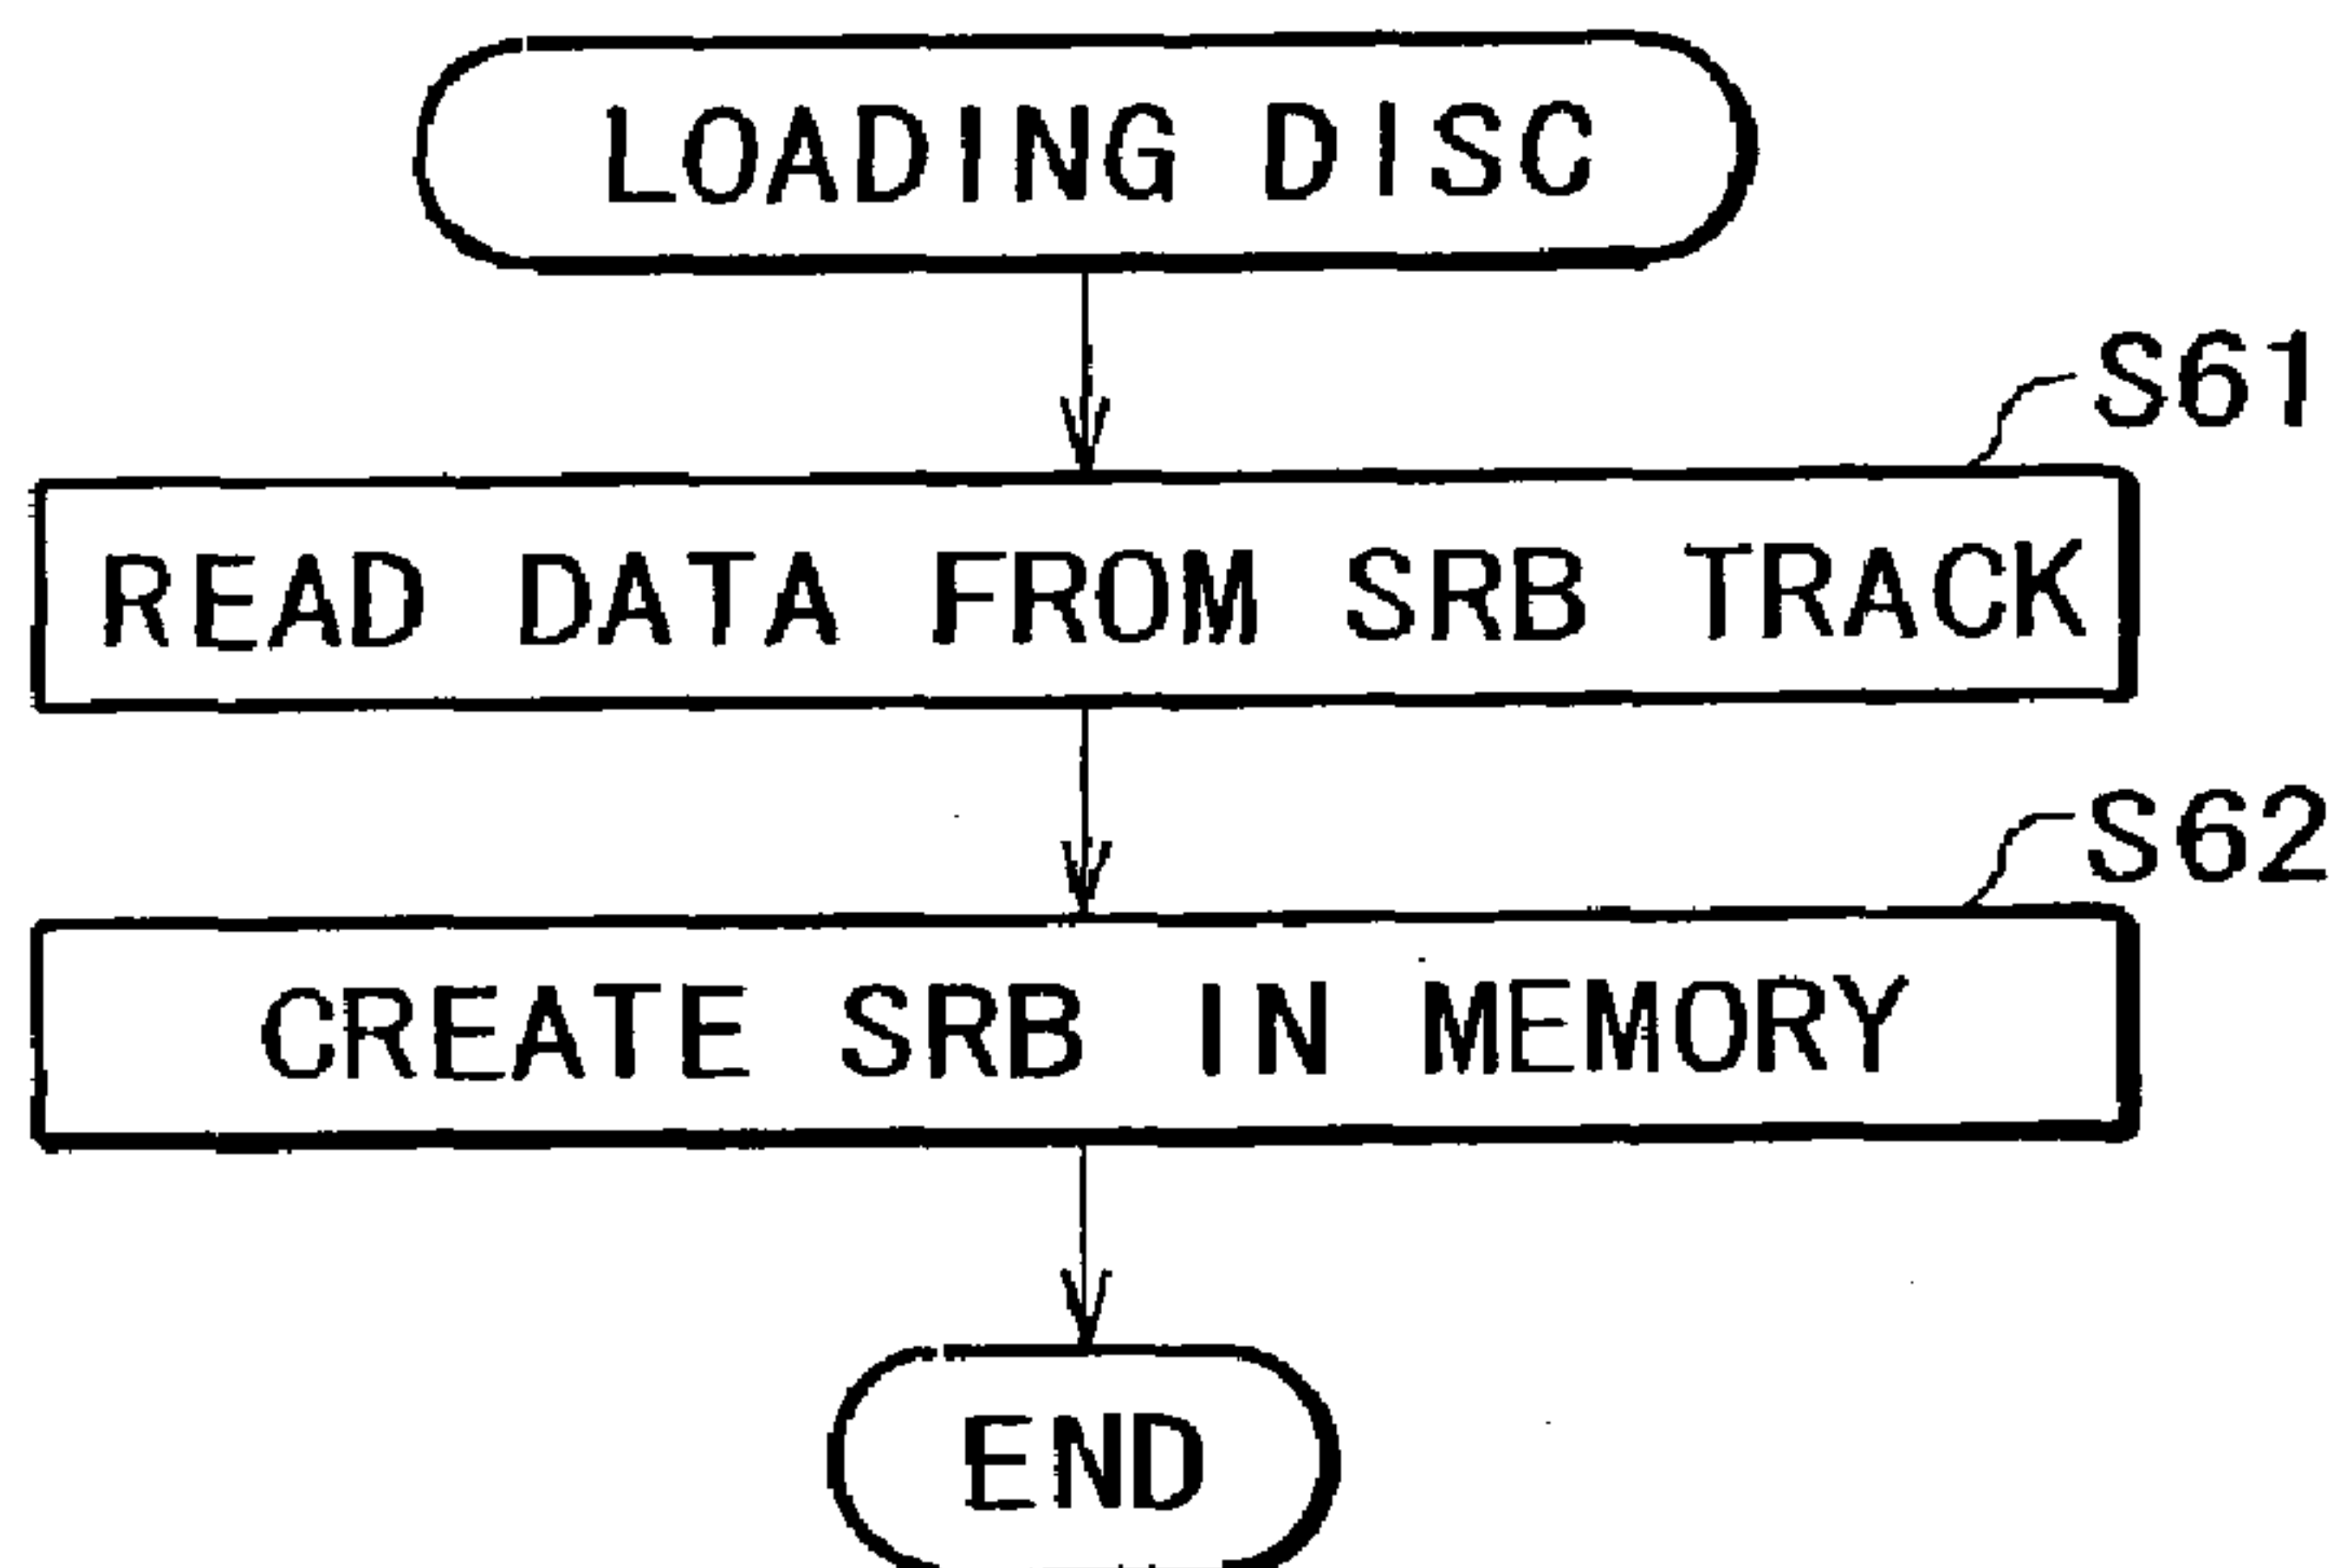 LOADING DISC
S61
READ DATA FROM SRB TRACK
S62
CREATE SRB IN MEMORY
END